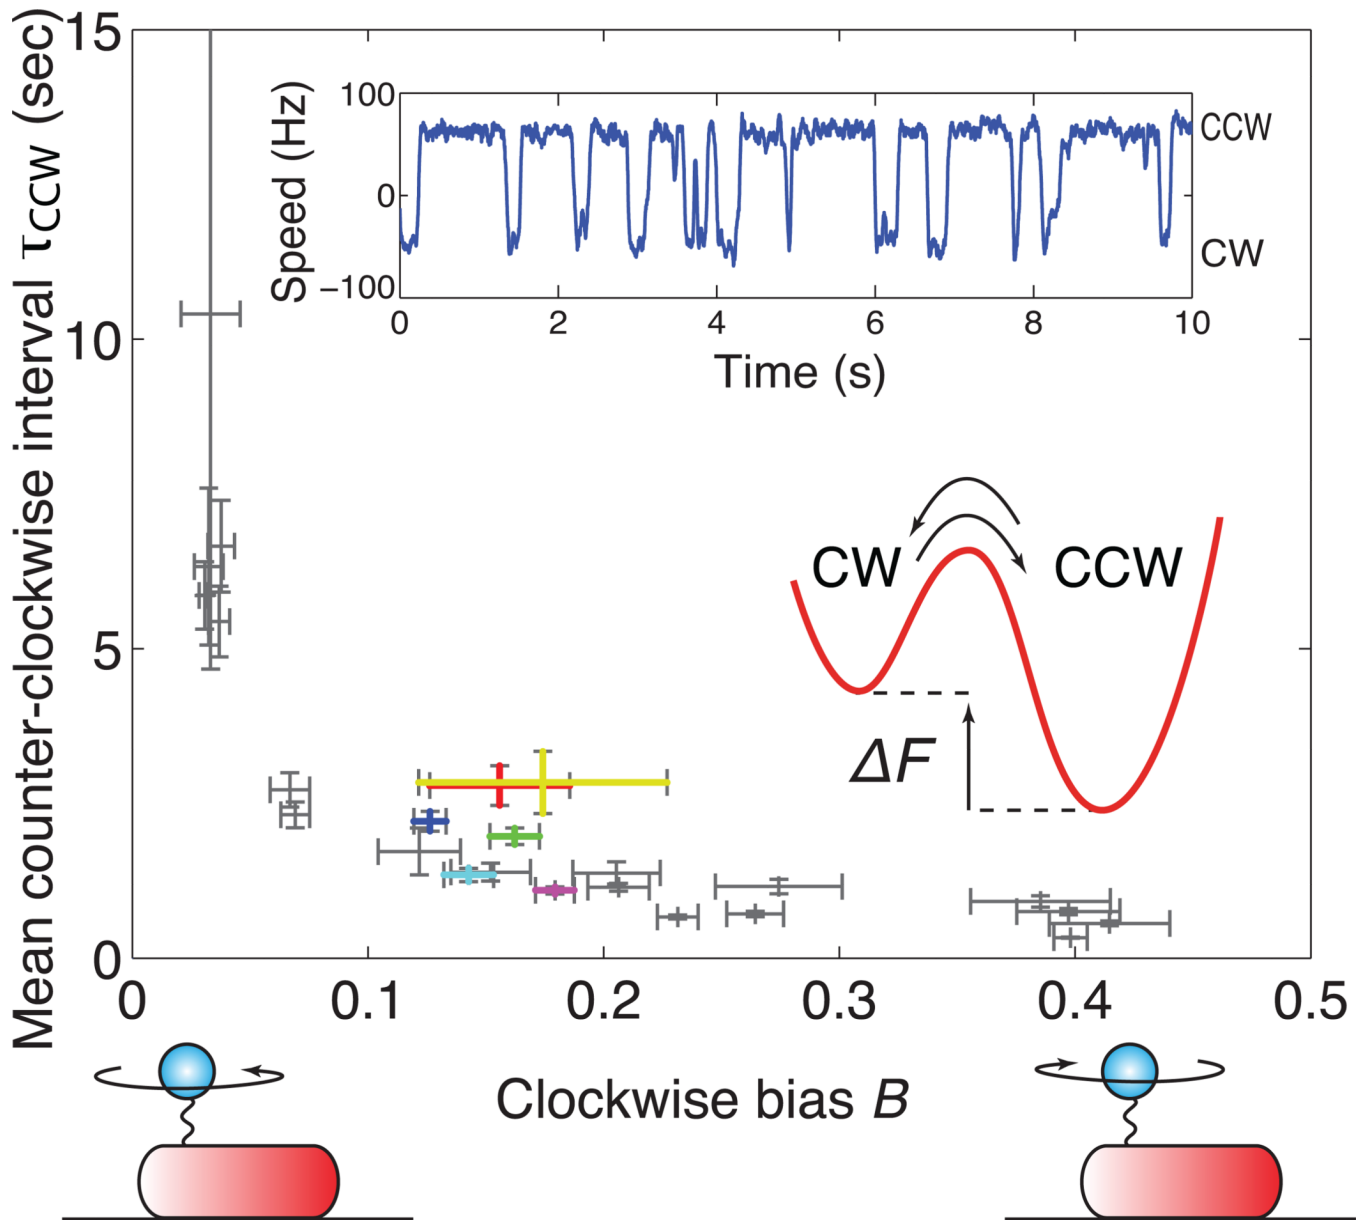 Mean counter-clockwise interval τCCW (sec)
15
10
5
0
0 0.1 0.2 0.3 0.4 0.5
Clockwise bias B
Speed (Hz)
100
0
−100
CCW
CW
0 2 4 6 8 10
Time (s)
CW CCW
ΔF